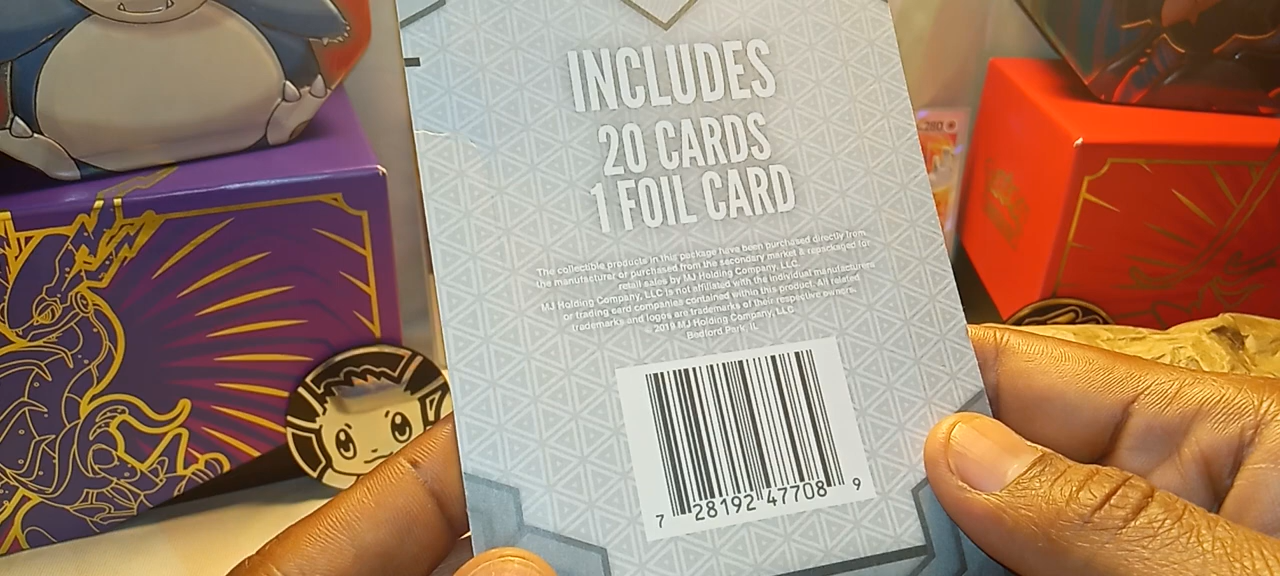 INCLUDES
20 CARDS
1 FOIL CARD
The collectible products in this package have been purchased directly from
the manufacturer or purchased from the secondary market & repackaged for
retail sales by MJ Holding Company, LLC.
MJ Holding Company, LLC is not affiliated with the individual manufacturers
or trading card companies contained within this product. All related
trademarks and logos are trademarks of their respective owners.
© 2019 MJ Holding Company, LLC
Bedford Park, IL
7 28192 47708 9
280